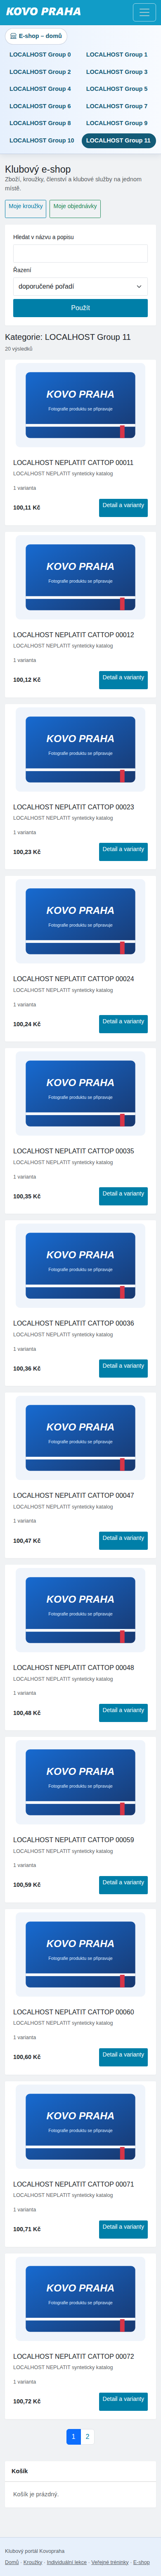 KOVO PRAHA
E-shop – domů
LOCALHOST Group 0
LOCALHOST Group 1
LOCALHOST Group 2
LOCALHOST Group 3
LOCALHOST Group 4
LOCALHOST Group 5
LOCALHOST Group 6
LOCALHOST Group 7
LOCALHOST Group 8
LOCALHOST Group 9
LOCALHOST Group 10
LOCALHOST Group 11
Klubový e-shop
Zboží, kroužky, členství a klubové služby na jednom
místě.
Moje kroužky
Moje objednávky
Hledat v názvu a popisu
Řazení
doporučené pořadí
Použít
Kategorie: LOCALHOST Group 11
20 výsledků
KOVO PRAHA
Fotografie produktu se připravuje
LOCALHOST NEPLATIT CATTOP 00011
LOCALHOST NEPLATIT syntetický katalog
1 varianta
100,11 Kč
Detail a varianty
KOVO PRAHA
Fotografie produktu se připravuje
LOCALHOST NEPLATIT CATTOP 00012
LOCALHOST NEPLATIT syntetický katalog
1 varianta
100,12 Kč
Detail a varianty
KOVO PRAHA
Fotografie produktu se připravuje
LOCALHOST NEPLATIT CATTOP 00023
LOCALHOST NEPLATIT syntetický katalog
1 varianta
100,23 Kč
Detail a varianty
KOVO PRAHA
Fotografie produktu se připravuje
LOCALHOST NEPLATIT CATTOP 00024
LOCALHOST NEPLATIT syntetický katalog
1 varianta
100,24 Kč
Detail a varianty
KOVO PRAHA
Fotografie produktu se připravuje
LOCALHOST NEPLATIT CATTOP 00035
LOCALHOST NEPLATIT syntetický katalog
1 varianta
100,35 Kč
Detail a varianty
KOVO PRAHA
Fotografie produktu se připravuje
LOCALHOST NEPLATIT CATTOP 00036
LOCALHOST NEPLATIT syntetický katalog
1 varianta
100,36 Kč
Detail a varianty
KOVO PRAHA
Fotografie produktu se připravuje
LOCALHOST NEPLATIT CATTOP 00047
LOCALHOST NEPLATIT syntetický katalog
1 varianta
100,47 Kč
Detail a varianty
KOVO PRAHA
Fotografie produktu se připravuje
LOCALHOST NEPLATIT CATTOP 00048
LOCALHOST NEPLATIT syntetický katalog
1 varianta
100,48 Kč
Detail a varianty
KOVO PRAHA
Fotografie produktu se připravuje
LOCALHOST NEPLATIT CATTOP 00059
LOCALHOST NEPLATIT syntetický katalog
1 varianta
100,59 Kč
Detail a varianty
KOVO PRAHA
Fotografie produktu se připravuje
LOCALHOST NEPLATIT CATTOP 00060
LOCALHOST NEPLATIT syntetický katalog
1 varianta
100,60 Kč
Detail a varianty
KOVO PRAHA
Fotografie produktu se připravuje
LOCALHOST NEPLATIT CATTOP 00071
LOCALHOST NEPLATIT syntetický katalog
1 varianta
100,71 Kč
Detail a varianty
KOVO PRAHA
Fotografie produktu se připravuje
LOCALHOST NEPLATIT CATTOP 00072
LOCALHOST NEPLATIT syntetický katalog
1 varianta
100,72 Kč
Detail a varianty
1 2
Košík
Košík je prázdný.
Klubový portál Kovopraha
Domů · Kroužky · Individuální lekce · Veřejné tréninky · E-shop